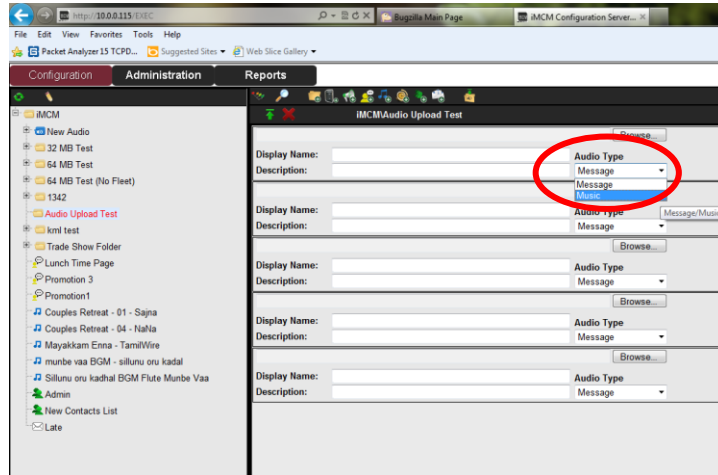 http://10.0.0.115/EXEC
Bugzilla Main Page
iMCM Configuration Server...
File Edit View Favorites Tools Help
Packet Analyzer 15 TCPD... Suggested Sites Web Slice Gallery
Configuration Administration Reports
iMCM
iMCM\Audio Upload Test
New Audio
32 MB Test
64 MB Test
64 MB Test (No Fleet)
1342
Audio Upload Test
kml test
Trade Show Folder
Lunch Time Page
Promotion 3
Promotion1
Couples Retreat - 01 - Sajna
Couples Retreat - 04 - NaNa
Mayakkam Enna - TamilWire
munbe vaa BGM - sillunu oru kadal
Sillunu oru kadhal BGM Flute Munbe Vaa
Admin
New Contacts List
Late
Browse...
Display Name:
Audio Type
Description:
Message
Message
Music
Display Name:
Audio Type
Message/Music
Description:
Message
Browse...
Display Name:
Audio Type
Description:
Message
Browse...
Display Name:
Audio Type
Description:
Message
Browse...
Display Name:
Audio Type
Description:
Message